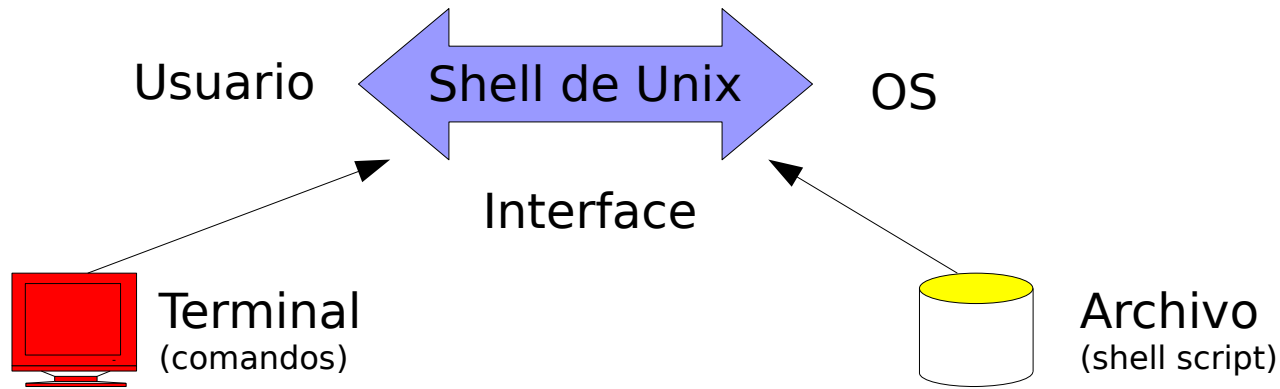 Usuario
Shell de Unix
OS
Interface
Terminal
(comandos)
Archivo
(shell script)